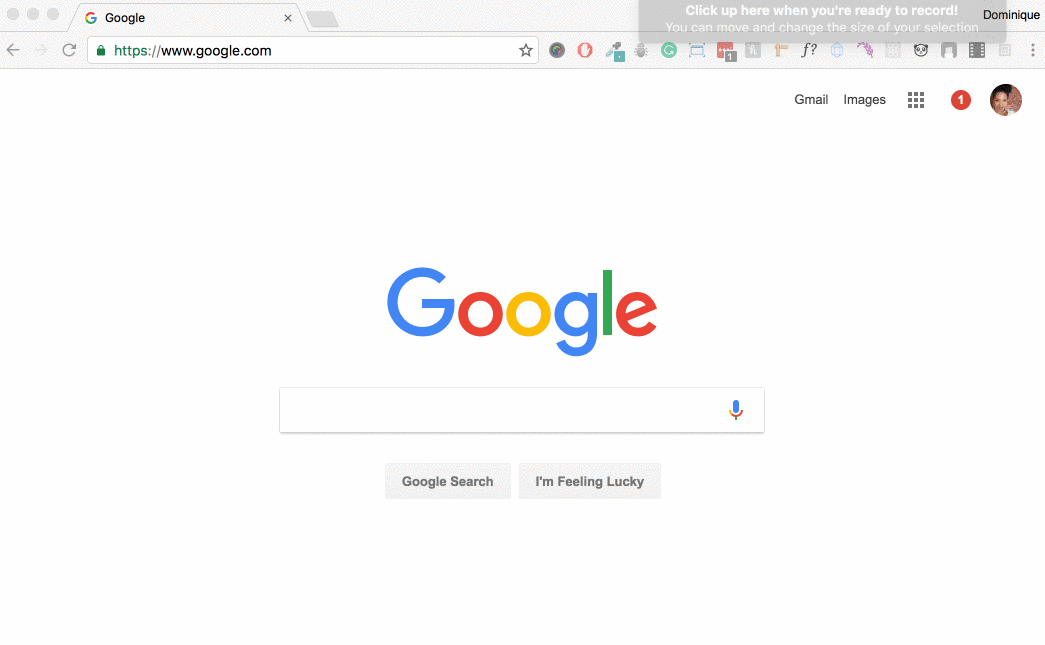 Google
Click up here when you're ready to record!
You can move and change the size of your selection
Dominique
https://www.google.com
f?
1
Gmail
Images
1
Google
Google Search
I'm Feeling Lucky